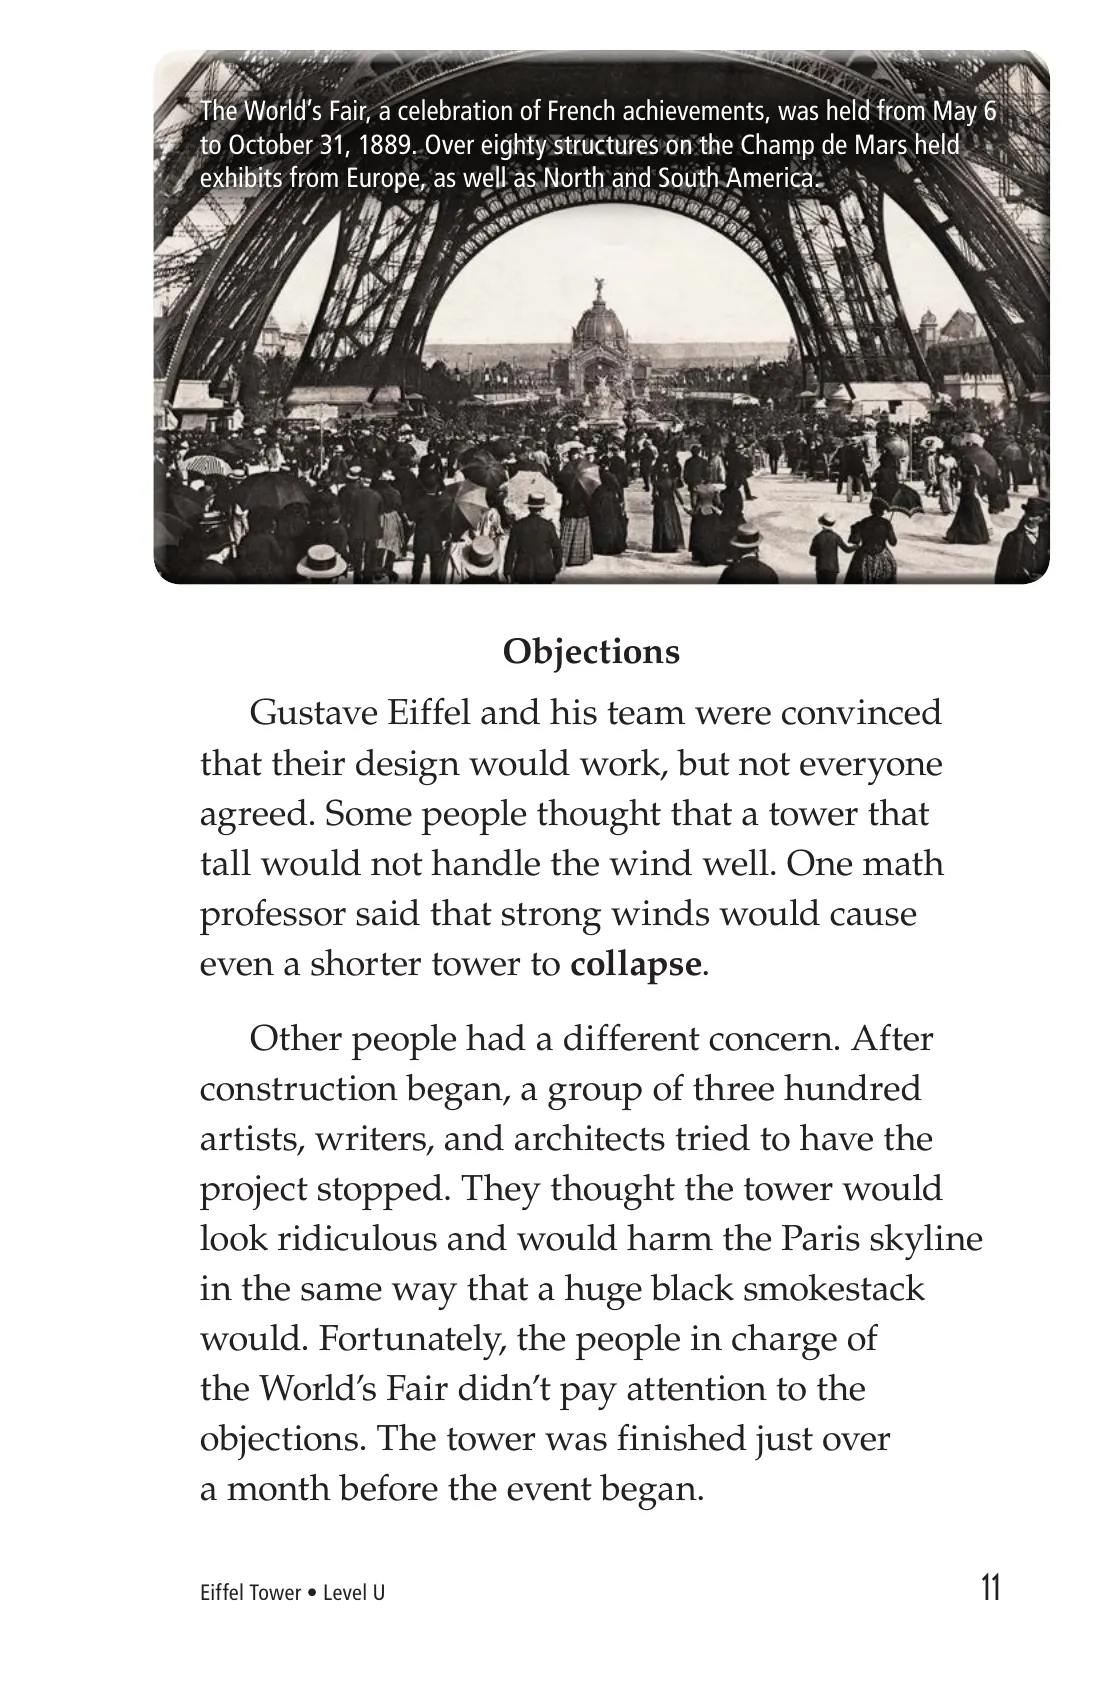 The World’s Fair, a celebration of French achievements, was held from May 6
to October 31, 1889. Over eighty structures on the Champ de Mars held
exhibits from Europe, as well as North and South America.
Objections
Gustave Eiffel and his team were convinced
that their design would work, but not everyone
agreed. Some people thought that a tower that
tall would not handle the wind well. One math
professor said that strong winds would cause
even a shorter tower to collapse.
Other people had a different concern. After
construction began, a group of three hundred
artists, writers, and architects tried to have the
project stopped. They thought the tower would
look ridiculous and would harm the Paris skyline
in the same way that a huge black smokestack
would. Fortunately, the people in charge of
the World’s Fair didn’t pay attention to the
objections. The tower was finished just over
a month before the event began.
Eiffel Tower • Level U
11